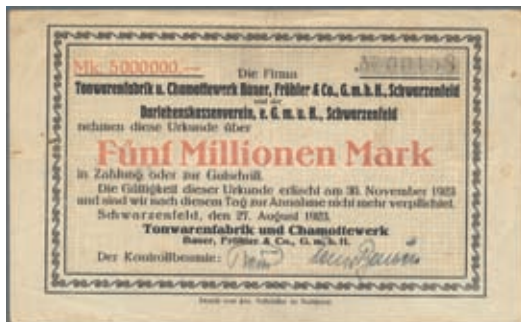 Mk. 5000000.—
Die Firma
Tonwarenfabrik u. Chamottewerk Bauer, Fröhler & Co., G. m. b. H., Schwarzenfeld
und der
Darlehenskassenverein, e. G. m. u. H., Schwarzenfeld
nehmen diese Urkunde über
Fünf Millionen Mark
in Zahlung oder zur Gutschrift.
Die Gültigkeit dieser Urkunde erlischt am 30. November 1923
und sind wir nach diesem Tag zur Annahme nicht mehr verpflichtet.
Schwarzenfeld, den 27. August 1923.
Tonwarenfabrik und Chamottewerk
Bauer, Fröhler & Co., G. m. b. H.
Der Kontrollbeamte:
Druck von Jos.